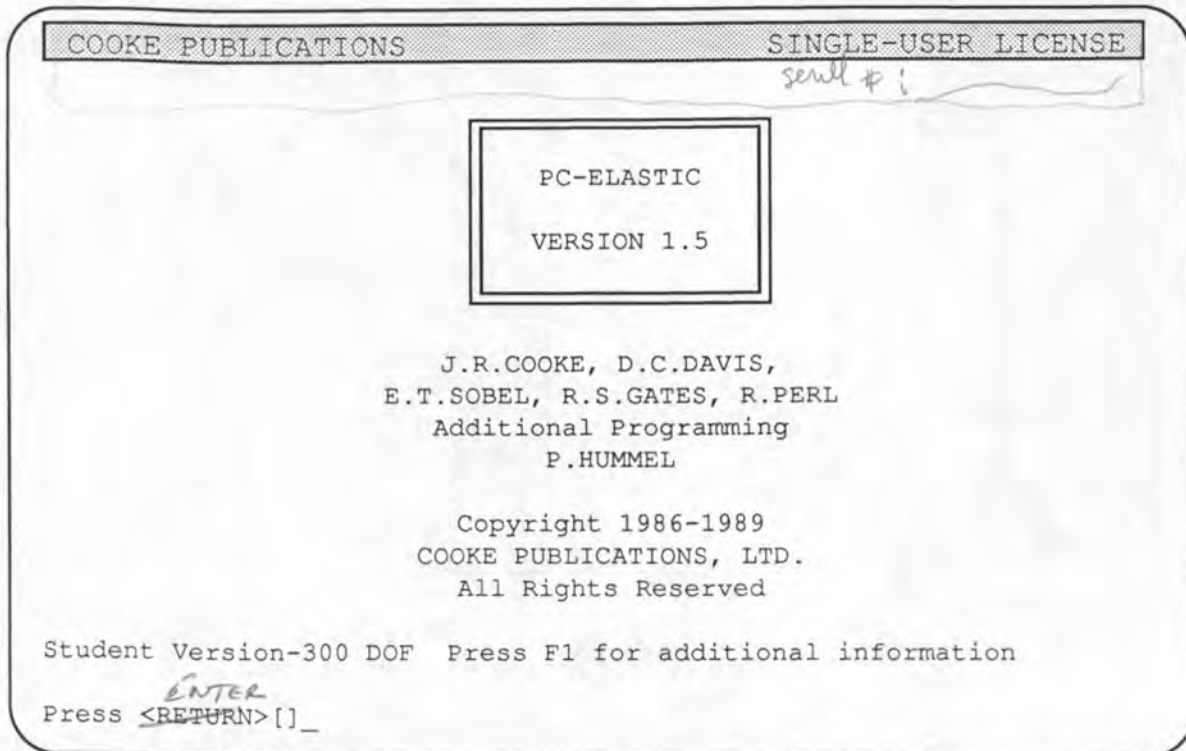 COOKE PUBLICATIONS SINGLE-USER LICENSE
serial # :
PC-ELASTIC
VERSION 1.5
J.R.COOKE, D.C.DAVIS,
E.T.SOBEL, R.S.GATES, R.PERL
Additional Programming
P.HUMMEL
Copyright 1986-1989
COOKE PUBLICATIONS, LTD.
All Rights Reserved
Student Version-300 DOF Press F1 for additional information
ENTER
Press <RETURN>[]_